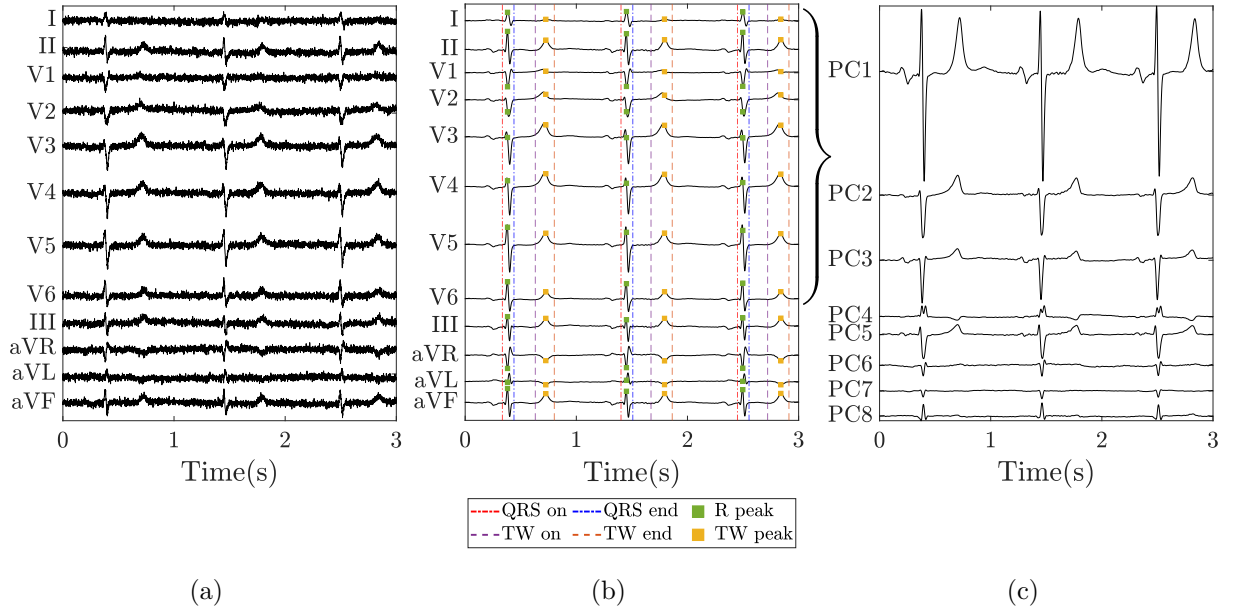 I
II
V1
V2
V3
V4
V5
V6
III
aVR
aVL
aVF
0 1 2 3
Time(s)
(a)
I
II
V1
V2
V3
V4
V5
V6
III
aVR
aVL
aVF
0 1 2 3
Time(s)
QRS on QRS end R peak
TW on TW end TW peak
(b)
PC1
PC2
PC3
PC4
PC5
PC6
PC7
PC8
0 1 2 3
Time(s)
(c)